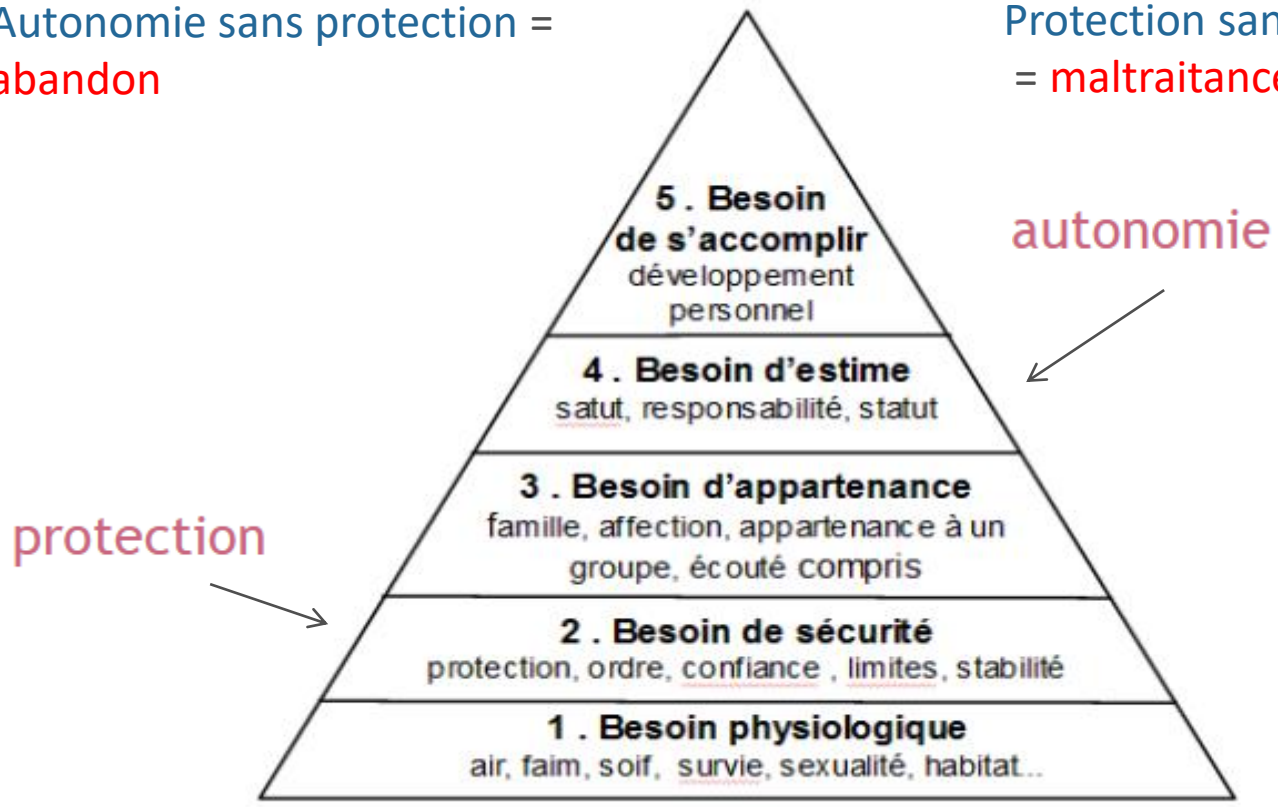 Autonomie sans protection =
abandon
Protection san
= maltraitance
5 . Besoin
de s'accomplir
développement
personnel
autonomie
4 . Besoin d'estime
satut, responsabilité, statut
3 . Besoin d'appartenance
famille, affection, appartenance à un
groupe, écouté compris
protection
2 . Besoin de sécurité
protection, ordre, confiance , limites, stabilité
1 . Besoin physiologique
air, faim, soif, survie, sexualité, habitat...